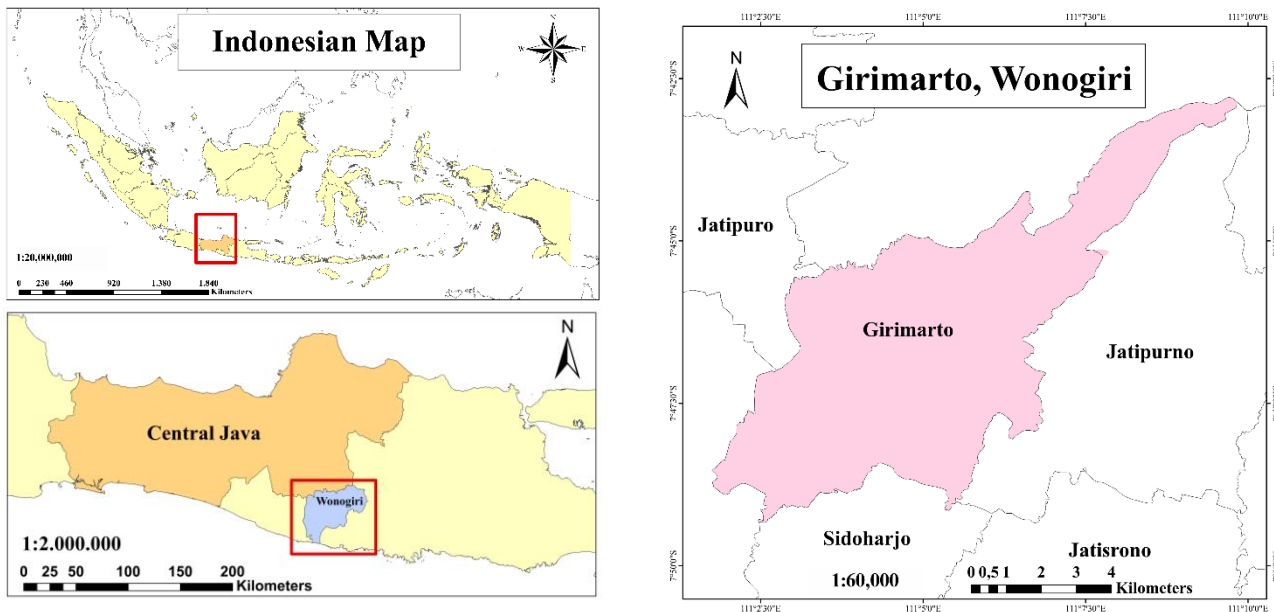 Indonesian Map
N
W E
S
1:20,000,000
0 230 460 920 1.380 1.840
Kilometers
N
Central Java
Wonogiri
1:2.000.000
0 25 50 100 150 200
Kilometers
111°2'30"E 111°5'0"E 111°7'30"E 111°10'0"E
N
Girimarto, Wonogiri
7°42'30"S
Jatipuro
7°45'0"S
Girimarto
Jatipurno
7°47'30"S
Sidoharjo
Jatisrono
7°50'0"S
1:60,000
0 0,5 1 2 3 4
Kilometers
111°2'30"E 111°5'0"E 111°7'30"E 111°10'0"E